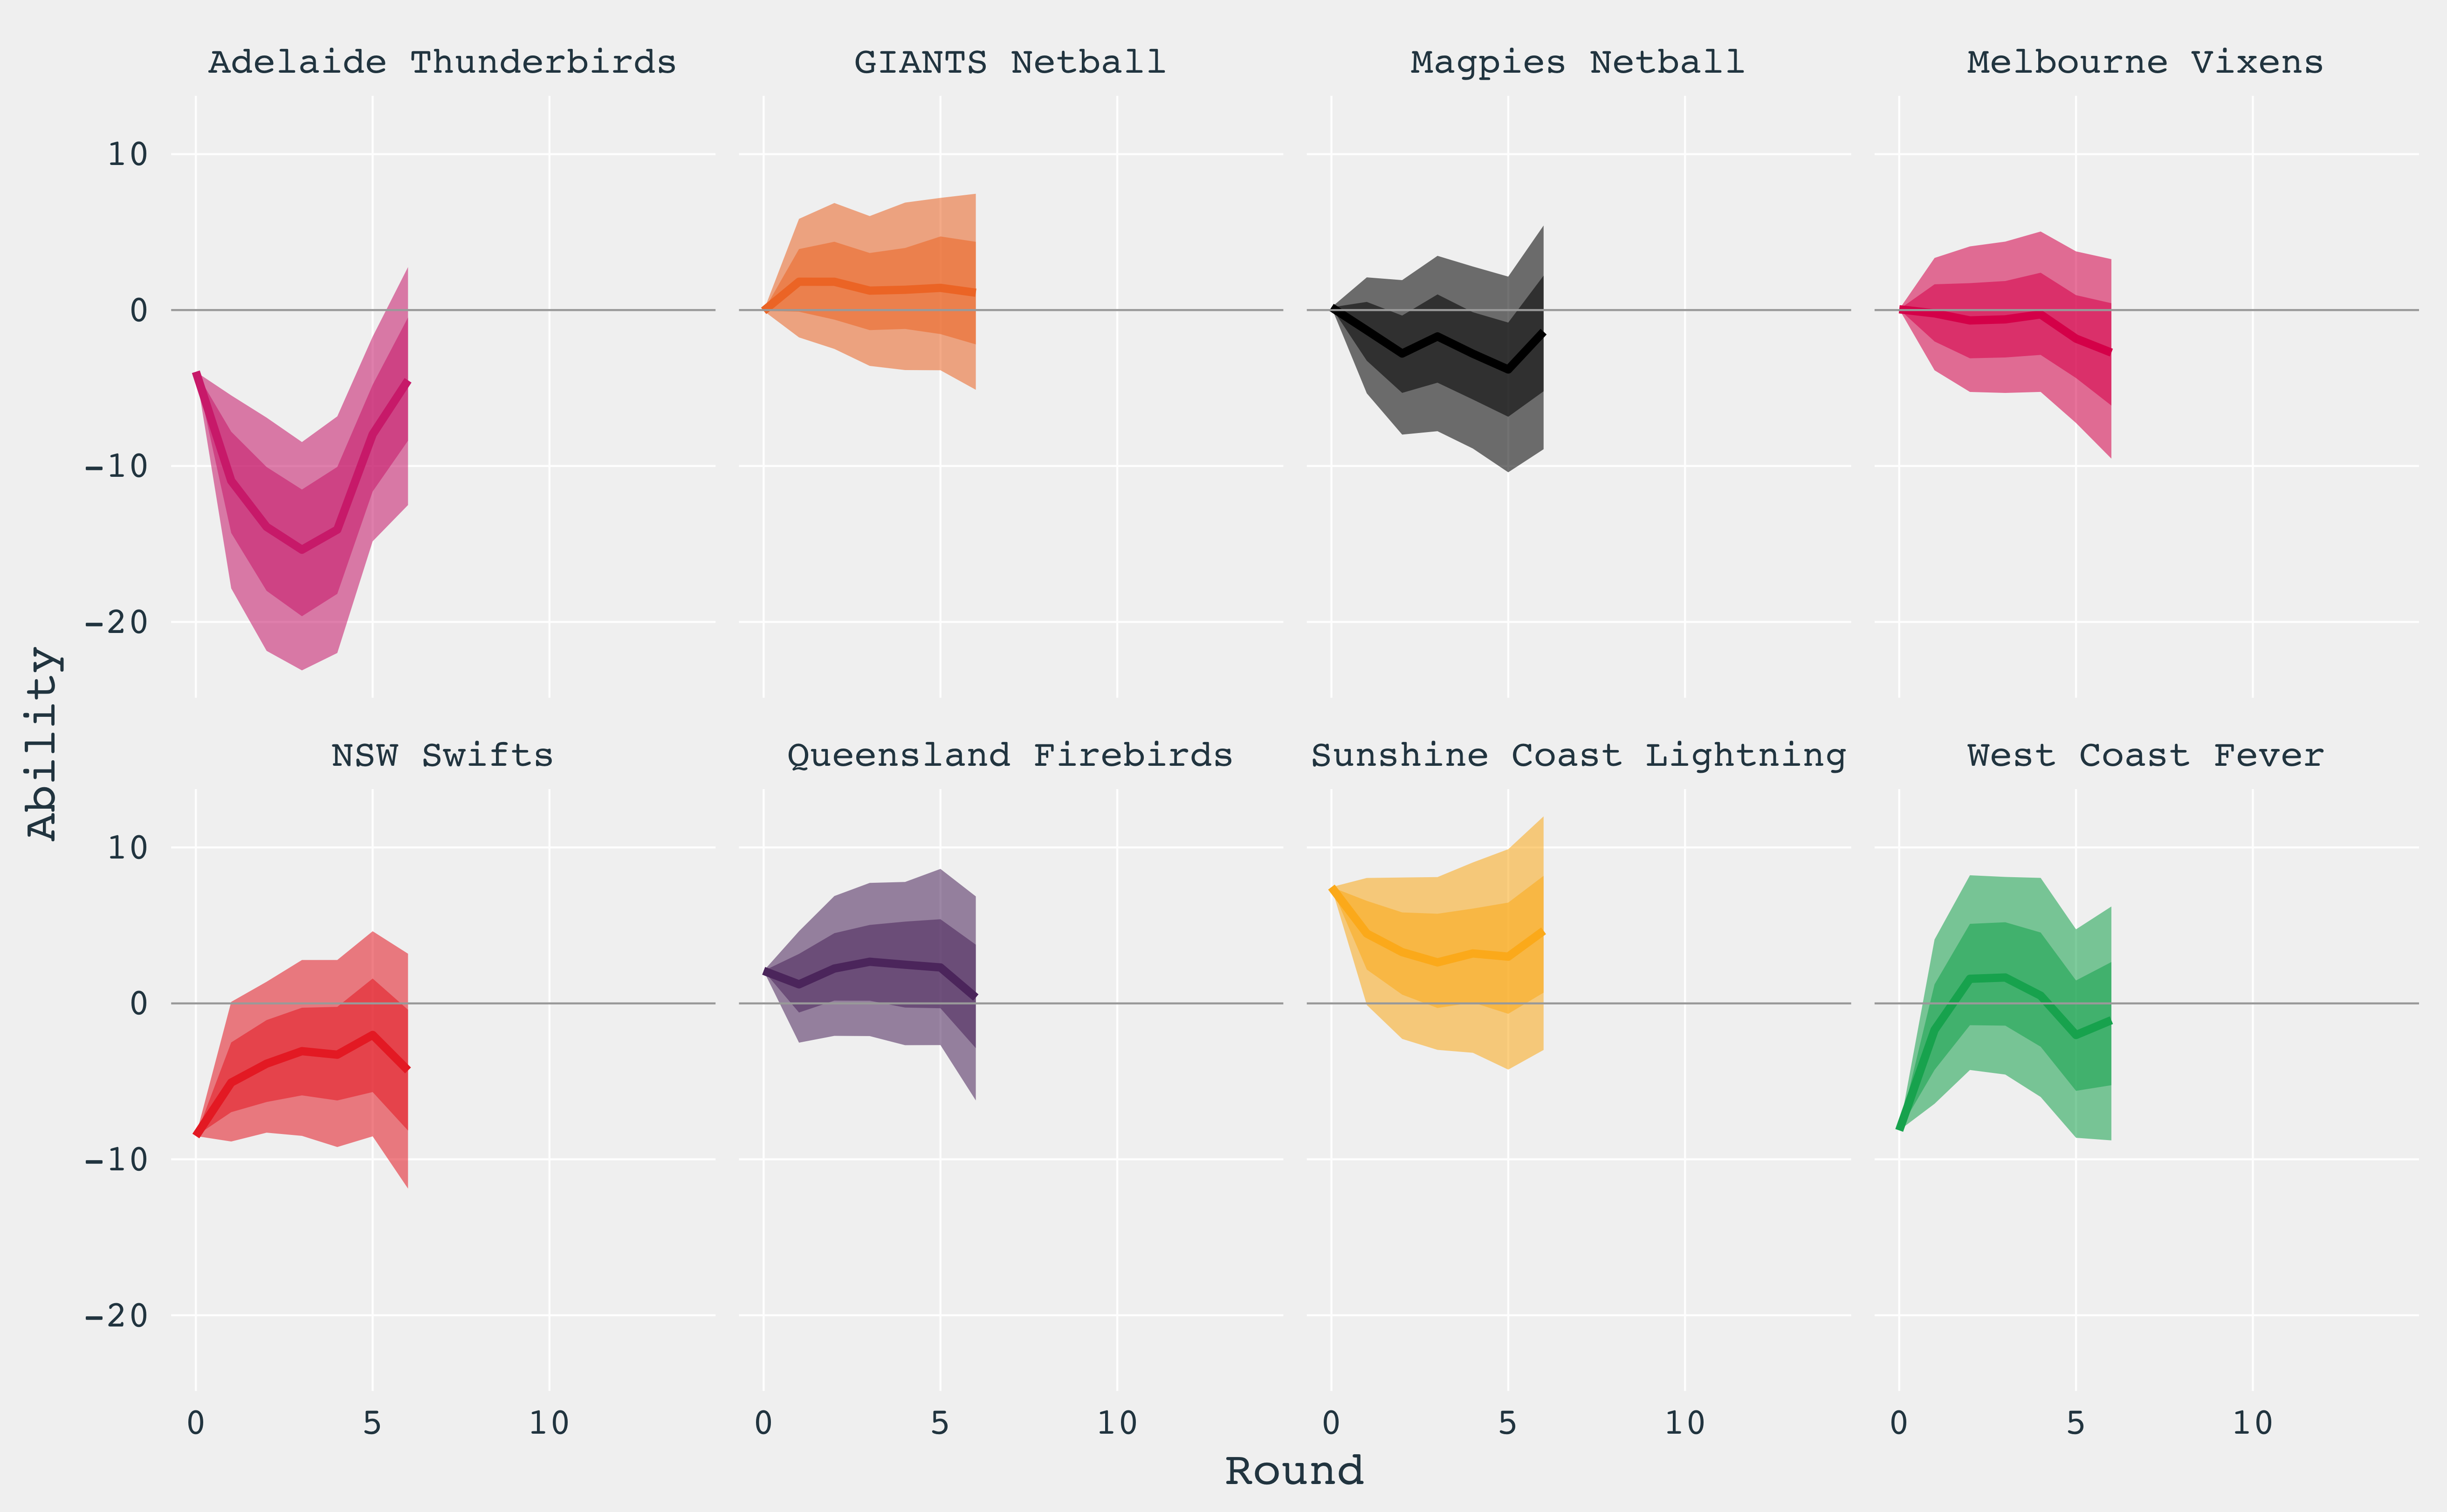 Adelaide Thunderbirds GIANTS Netball Magpies Netball Melbourne Vixens
10
0
-10
-20
Ability
NSW Swifts Queensland Firebirds Sunshine Coast Lightning West Coast Fever
10
0
-10
-20
0 5 10 0 5 10 0 5 10 0 5 10
Round